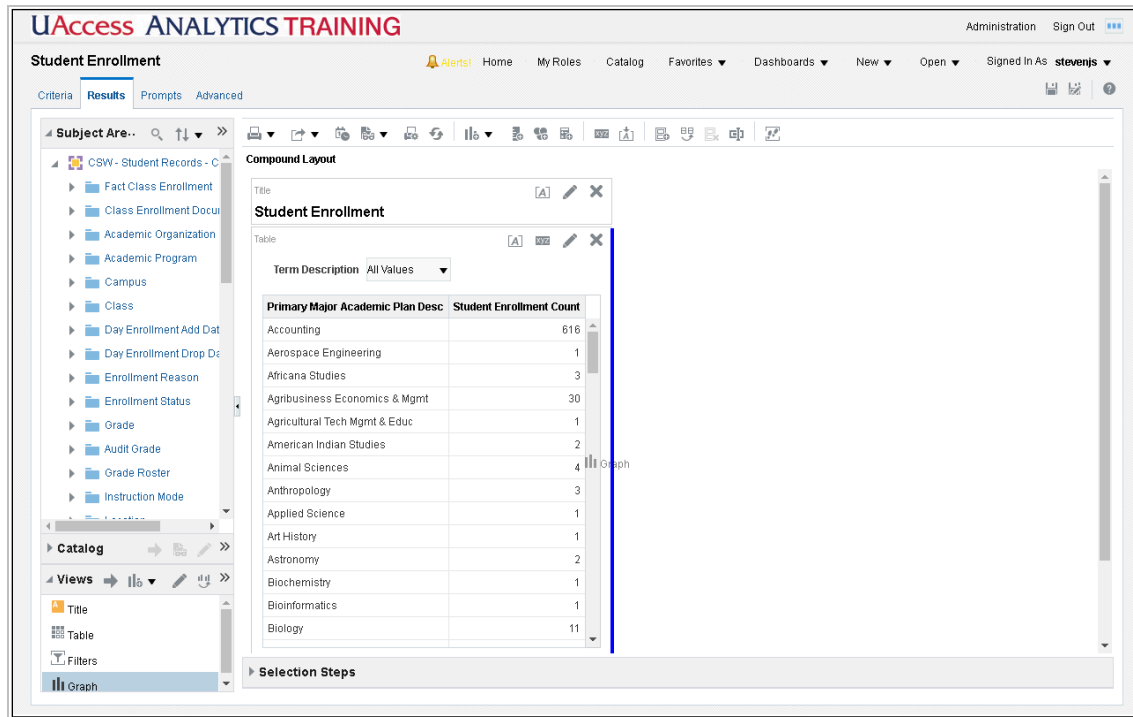 UAccess ANALYTICS TRAINING
Administration Sign Out
Student Enrollment
Alerts! Home My Roles Catalog Favorites Dashboards New Open Signed In As stevenjs
Criteria Results Prompts Advanced
Subject Are..
CSW - Student Records - C
Fact Class Enrollment
Class Enrollment Docu
Academic Organization
Academic Program
Campus
Class
Day Enrollment Add Dat
Day Enrollment Drop Da
Enrollment Reason
Enrollment Status
Grade
Audit Grade
Grade Roster
Instruction Mode
Catalog
Views
Title
Table
Filters
Graph
Compound Layout
Title
Student Enrollment
Table
Term Description All Values
Primary Major Academic Plan Desc Student Enrollment Count
Accounting 616
Aerospace Engineering 1
Africana Studies 3
Agribusiness Economics & Mgmt 30
Agricultural Tech Mgmt & Educ 1
American Indian Studies 2
Animal Sciences 4
Graph
Anthropology 3
Applied Science 1
Art History 1
Astronomy 2
Biochemistry 1
Bioinformatics 1
Biology 11
Selection Steps